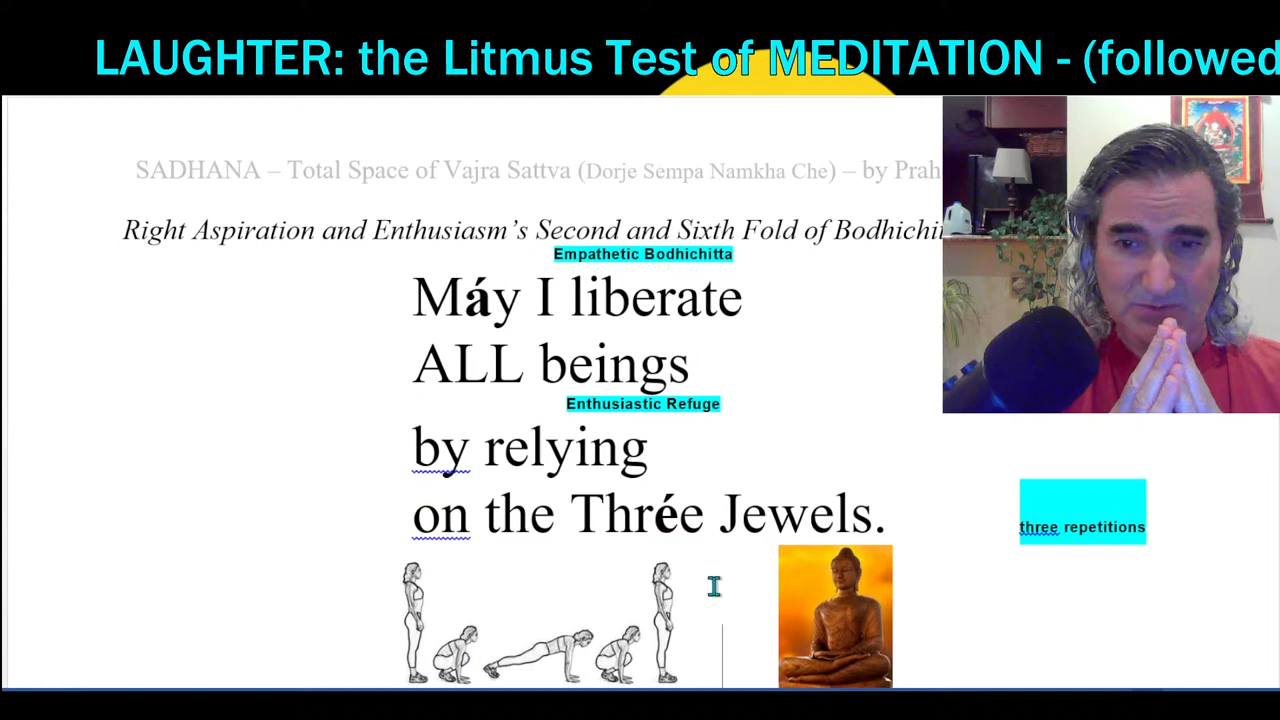 LAUGHTER: the Litmus Test of MEDITATION - (followed
SADHANA – Total Space of Vajra Sattva (Dorje Sempa Namkha Che) – by Prah
Right Aspiration and Enthusiasm’s Second and Sixth Fold of Bodhichi
Empathetic Bodhichitta
Máy I liberate
ALL beings
Enthusiastic Refuge
by relying
on the Thrée Jewels.
three repetitions